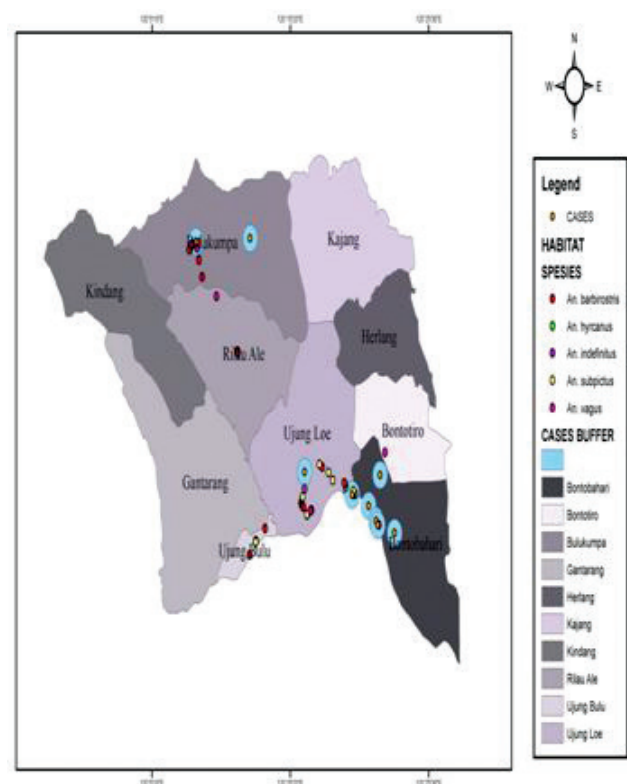 N
W E
S
Kajang
Bulukumpa
Kindang
Herlang
Rilau Ale
Bontotiro
Ujung Loe
Gantarang
Ujung Bulu
Bontobahari
Legend
CASES
HABITAT
SPESIES
An. barbirostris
An. hyrcanus
An. indefinitus
An. subpictus
An. vagus
CASES BUFFER
Bontobahari
Bontotiro
Bulukumpa
Gantarang
Herlang
Kajang
Kindang
Rilau Ale
Ujung Bulu
Ujung Loe